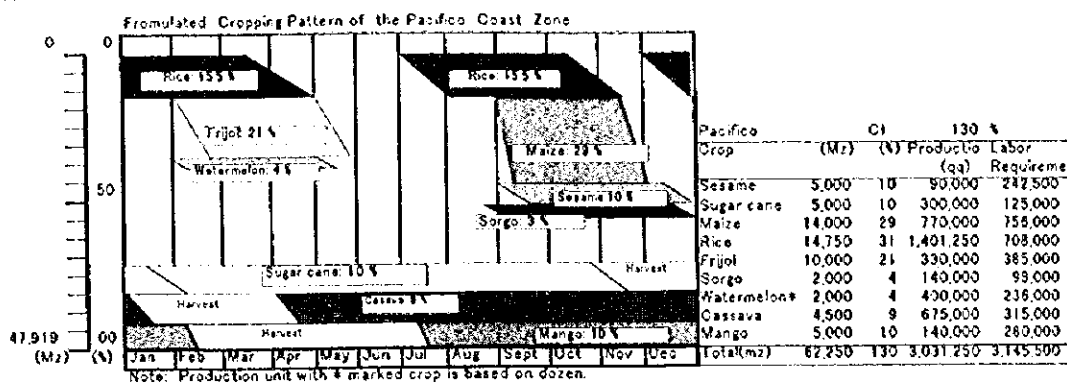 Fromulated Cropping Pattern of the Pacifico Coast Zone
0 0
Rice: 15.5 % Rice: 15.5 %
Frijol: 21 % Maize: 29 %
Watermelon: 4 %
50
Sesame 10 %
Sorgo: 3 %
Sugar cane: 10 % Harvest
Harvest Casava 9 %
Harvest Mango: 10 %
47,919 60
(Mz) (%) Jan Feb Mar Apr May Jun Jul Aug Sept Oct Nov Dec
Note: Production unit with * marked crop is based on dozen.
Pacifico CI 130 %
Crop (Mz) (%) Productio Labor
(qq) Requireme
Sesame 5,000 10 90,000 242,500
Sugar cane 5,000 10 300,000 125,000
Maize 14,000 29 770,000 756,000
Rice 14,750 31 1,401,250 708,000
Frijol 10,000 21 330,000 385,000
Sorgo 2,000 4 140,000
Watermelon* 2,000 4 400,000 236,000
Cassava 4,500 9 675,000 315,000
Mango 5,000 10 140,000 280,000
Total(mz) 62,250 130 3,031,250 3,145,500